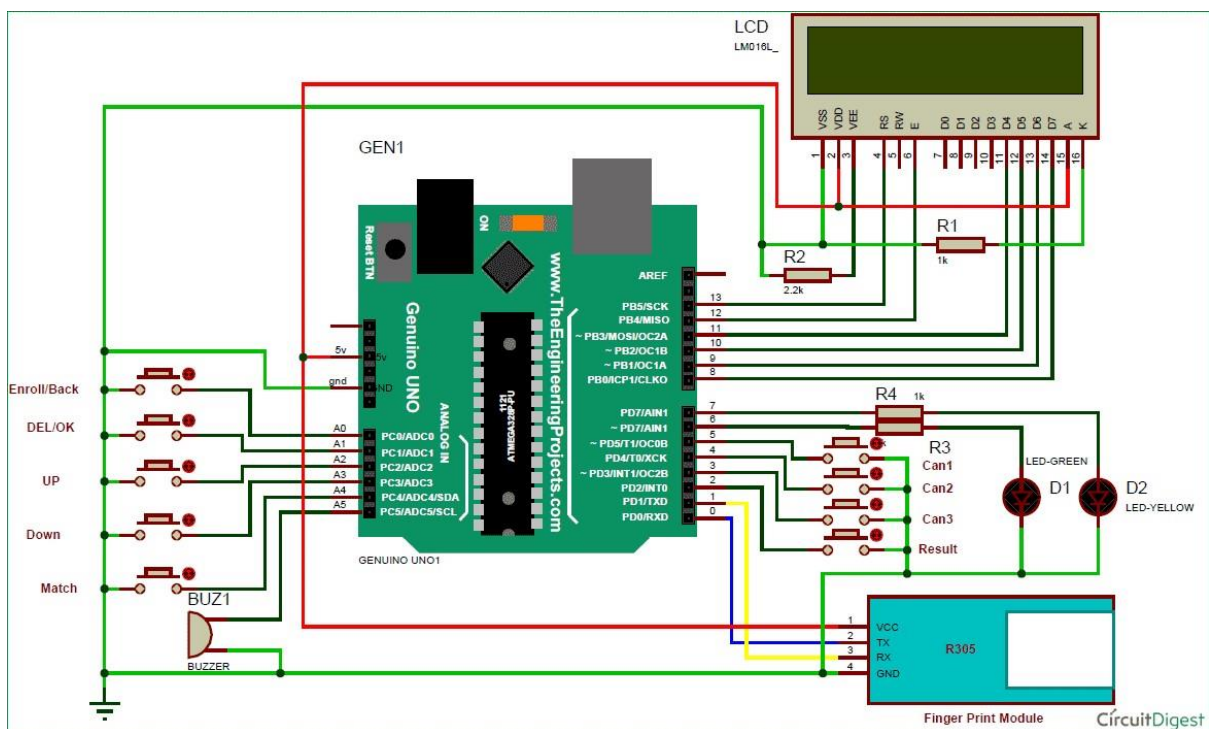 LCD
LM016L_
VSS
VDD
VEE
RS
RW
E
D0
D1
D2
D3
D4
D5
D6
D7
A
K
1
2
3
4
5
6
7
8
9
10
11
12
13
14
15
16
R1
1k
R2
2.2k
GEN1
ON
Reset BTN
Genuino UNO
www.TheEngineeringProjects.com
1121
ATMEGA328P-PU
ANALOG IN
5v
5v
gnd
GND
A0 PC0/ADC0
A1 PC1/ADC1
A2 PC2/ADC2
A3 PC3/ADC3
A4 PC4/ADC4/SDA
A5 PC5/ADC5/SCL
AREF
PB5/SCK 13
PB4/MISO 12
~ PB3/MOSI/OC2A 11
~ PB2/OC1B 10
~ PB1/OC1A 9
PB0/ICP1/CLKO 8
PD7/AIN1 7
~ PD7/AIN1 6
~ PD5/T1/OC0B 5
PD4/T0/XCK 4
~ PD3/INT1/OC2B 3
PD2/INT0 2
PD1/TXD 1
PD0/RXD 0
GENUINO UNO1
Enroll/Back
DEL/OK
UP
Down
Match
BUZ1
BUZZER
R4 1k
R3
Can1
Can2
Can3
Result
LED-GREEN
D1
D2
LED-YELLOW
1 VCC
2 TX
3 RX
4 GND
R305
Finger Print Module
CircuitDigest